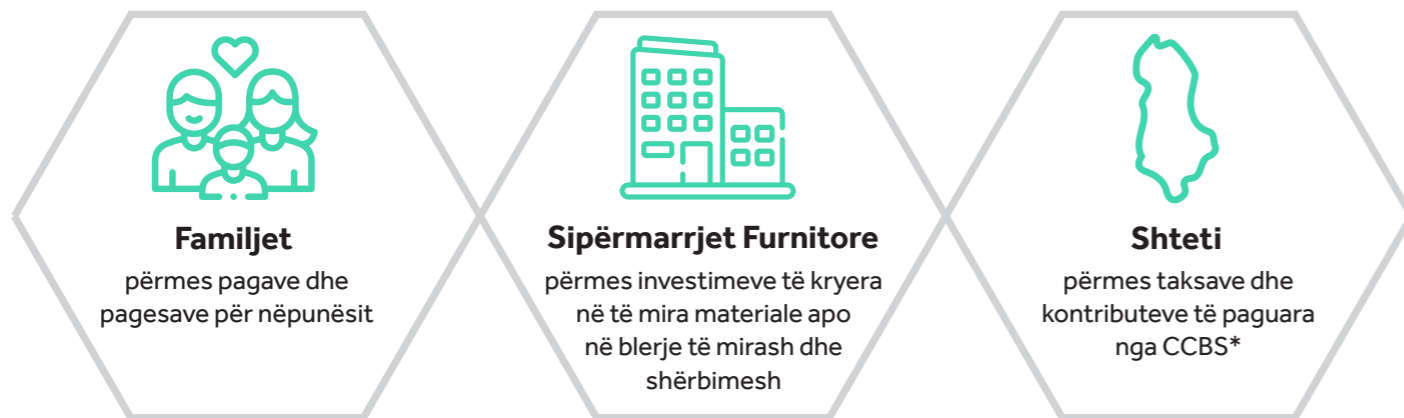 Familjet
përmes pagave dhe
pagesave për nëpunësit
Sipërmarrjet Furnitore
përmes investimeve të kryera
në të mira materiale apo
në blerje të mirash dhe
shërbimesh
Shteti
përmes taksave dhe
kontributeve të paguara
nga CCBS*